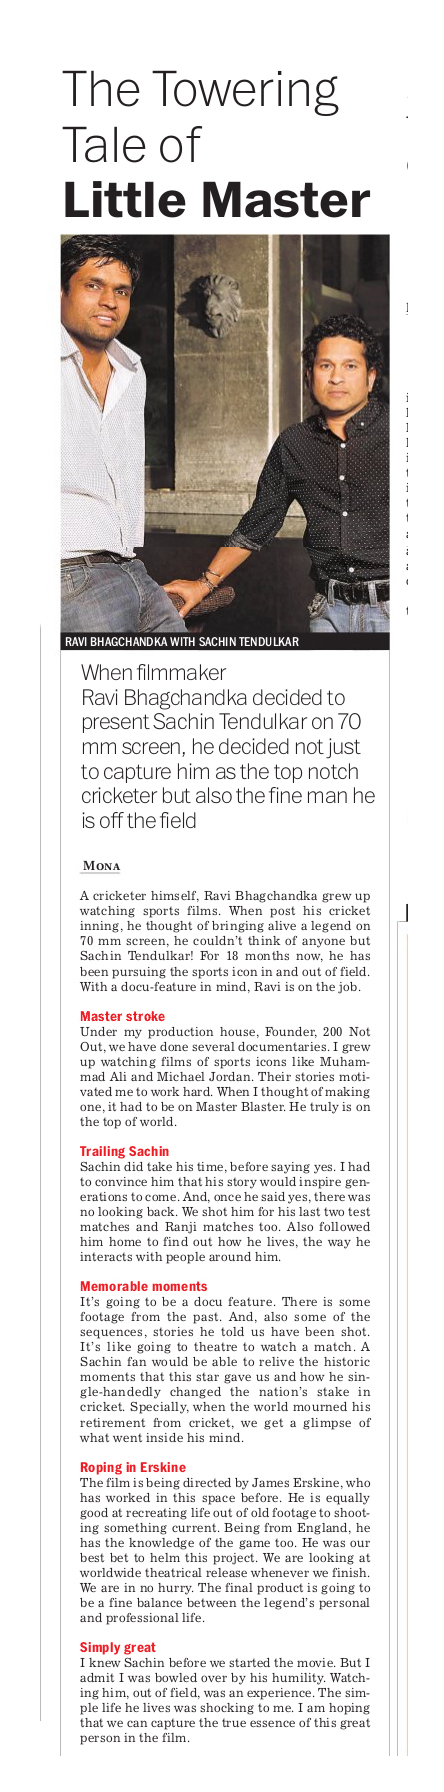 The Towering
Tale of
Little Master
RAVI BHAGCHANDKA WITH SACHIN TENDULKAR
When filmmaker
Ravi Bhagchandka decided to
present Sachin Tendulkar on 70
mm screen, he decided not just
to capture him as the top notch
cricketer but also the fine man he
is off the field
MONA
A cricketer himself, Ravi Bhagchandka grew up
watching sports films. When post his cricket
inning, he thought of bringing alive a legend on
70 mm screen, he couldn't think of anyone but
Sachin Tendulkar! For 18 months now, he has
been pursuing the sports icon in and out of field.
With a docu-feature in mind, Ravi is on the job.
Master stroke
Under my production house, Founder, 200 Not
Out, we have done several documentaries. I grew
up watching films of sports icons like Muham-
mad Ali and Michael Jordan. Their stories moti-
vated me to work hard. When I thought of making
one, it had to be on Master Blaster. He truly is on
the top of world.
Trailing Sachin
Sachin did take his time, before saying yes. I had
to convince him that his story would inspire gen-
erations to come. And, once he said yes, there was
no looking back. We shot him for his last two test
matches and Ranji matches too. Also followed
him home to find out how he lives, the way he
interacts with people around him.
Memorable moments
It's going to be a docu feature. There is some
footage from the past. And, also some of the
sequences, stories he told us have been shot.
It's like going to theatre to watch a match. A
Sachin fan would be able to relive the historic
moments that this star gave us and how he sin-
gle-handedly changed the nation's stake in
cricket. Specially, when the world mourned his
retirement from cricket, we get a glimpse of
what went inside his mind.
Roping in Erskine
The film is being directed by James Erskine, who
has worked in this space before. He is equally
good at recreating life out of old footage to shoot-
ing something current. Being from England, he
has the knowledge of the game too. He was our
best bet to helm this project. We are looking at
worldwide theatrical release whenever we finish.
We are in no hurry. The final product is going to
be a fine balance between the legend's personal
and professional life.
Simply great
I knew Sachin before we started the movie. But I
admit I was bowled over by his humility. Watch-
ing him, out of field, was an experience. The sim-
ple life he lives was shocking to me. I am hoping
that we can capture the true essence of this great
person in the film.